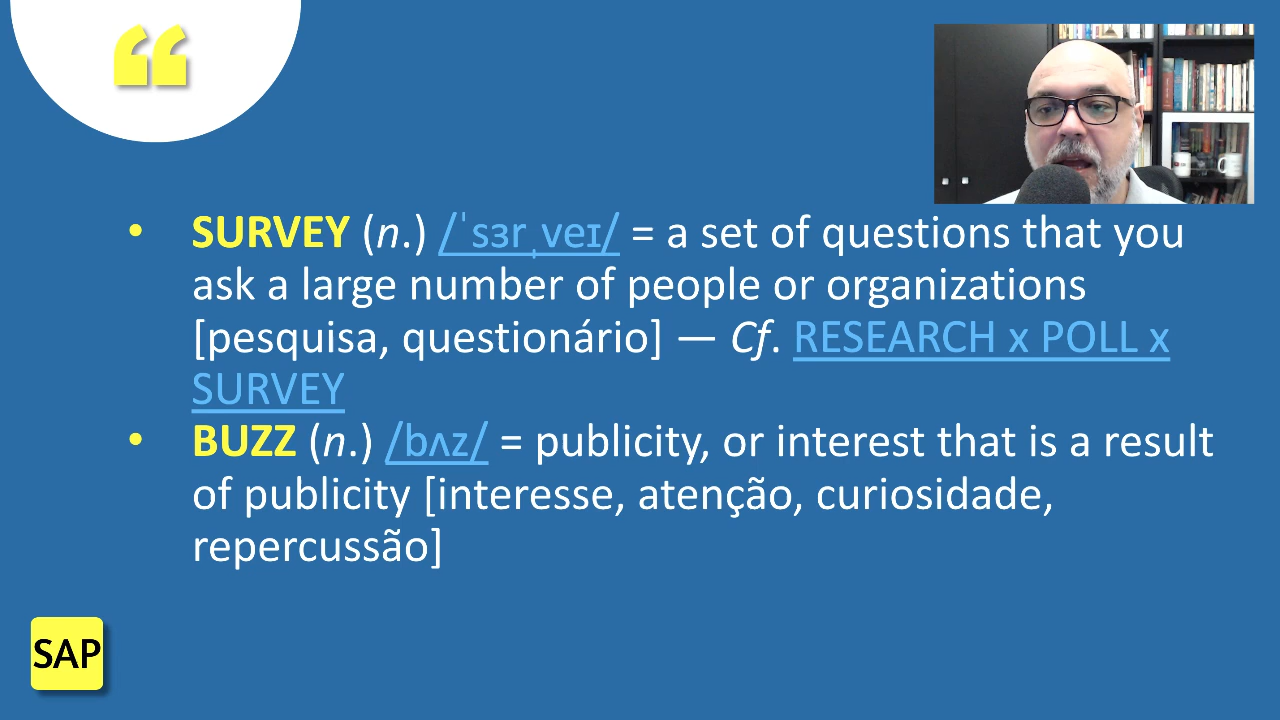 “
• SURVEY (n.) /ˈsɜrˌveɪ/ = a set of questions that you
ask a large number of people or organizations
[pesquisa, questionário] — Cf. RESEARCH x POLL x
SURVEY
• BUZZ (n.) /bʌz/ = publicity, or interest that is a result
of publicity [interesse, atenção, curiosidade,
repercussão]
SAP